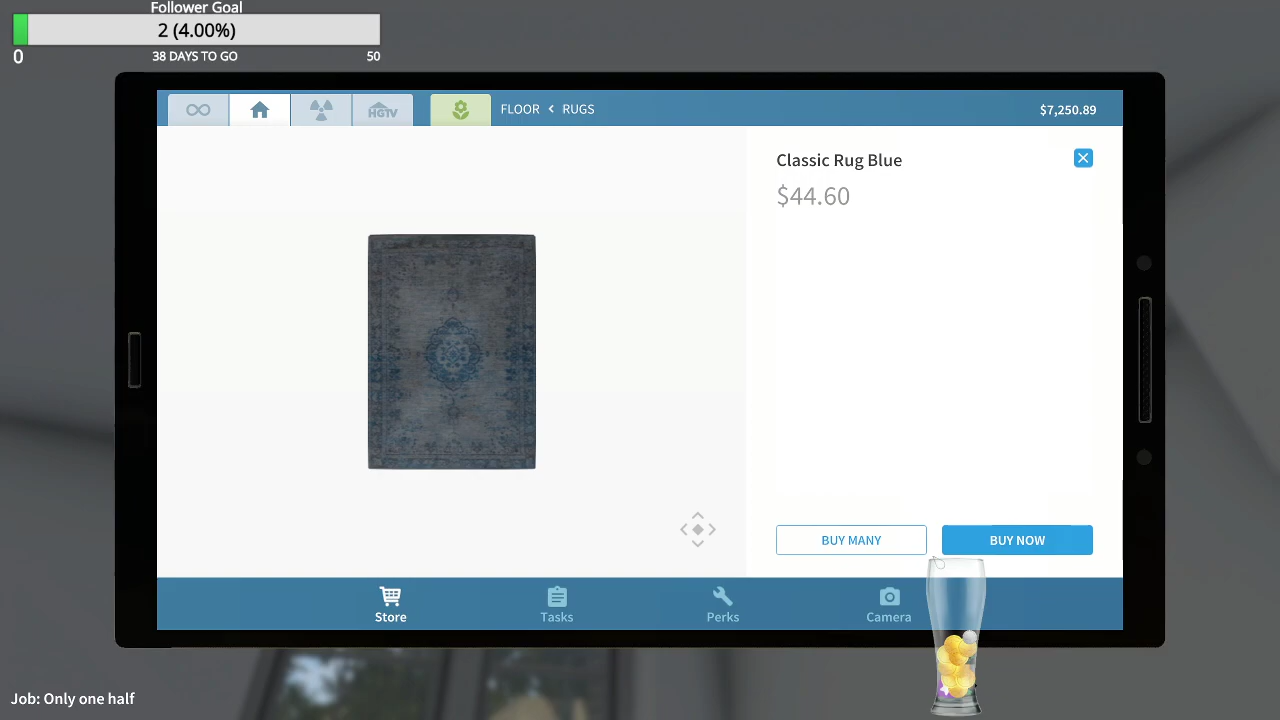 Follower Goal
2 (4.00%)
0
38 DAYS TO GO
50
HGTV
FLOOR < RUGS
$7,250.89
Classic Rug Blue
$44.60
BUY MANY
BUY NOW
Store
Tasks
Perks
Camera
Job: Only one half